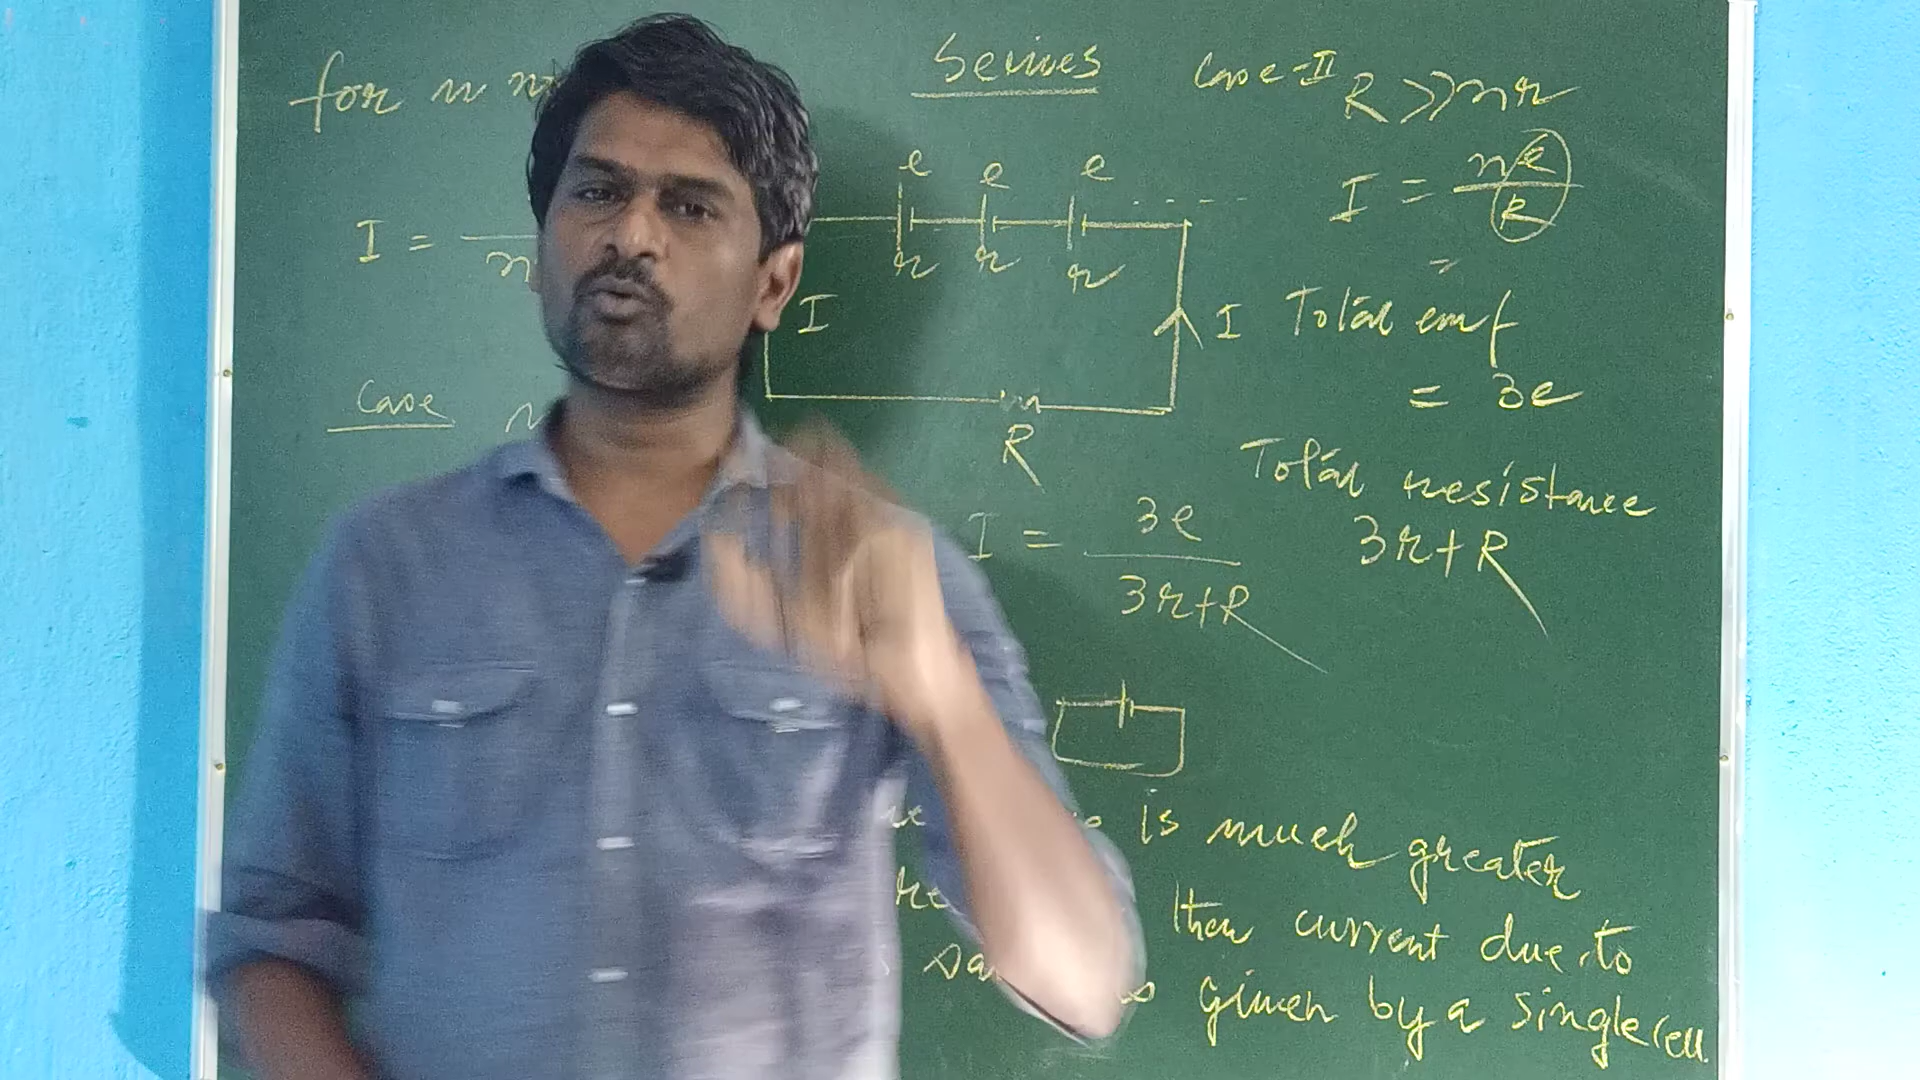 for n
Series
Case-II R >> nr
e e e
I = ne / R
I = n
r r r
=
I
I
Total emf
= 3e
Case n
R
Total resistance
3r+R
I = 3e / 3r+R
is much greater
then current due to
given by a single cell.